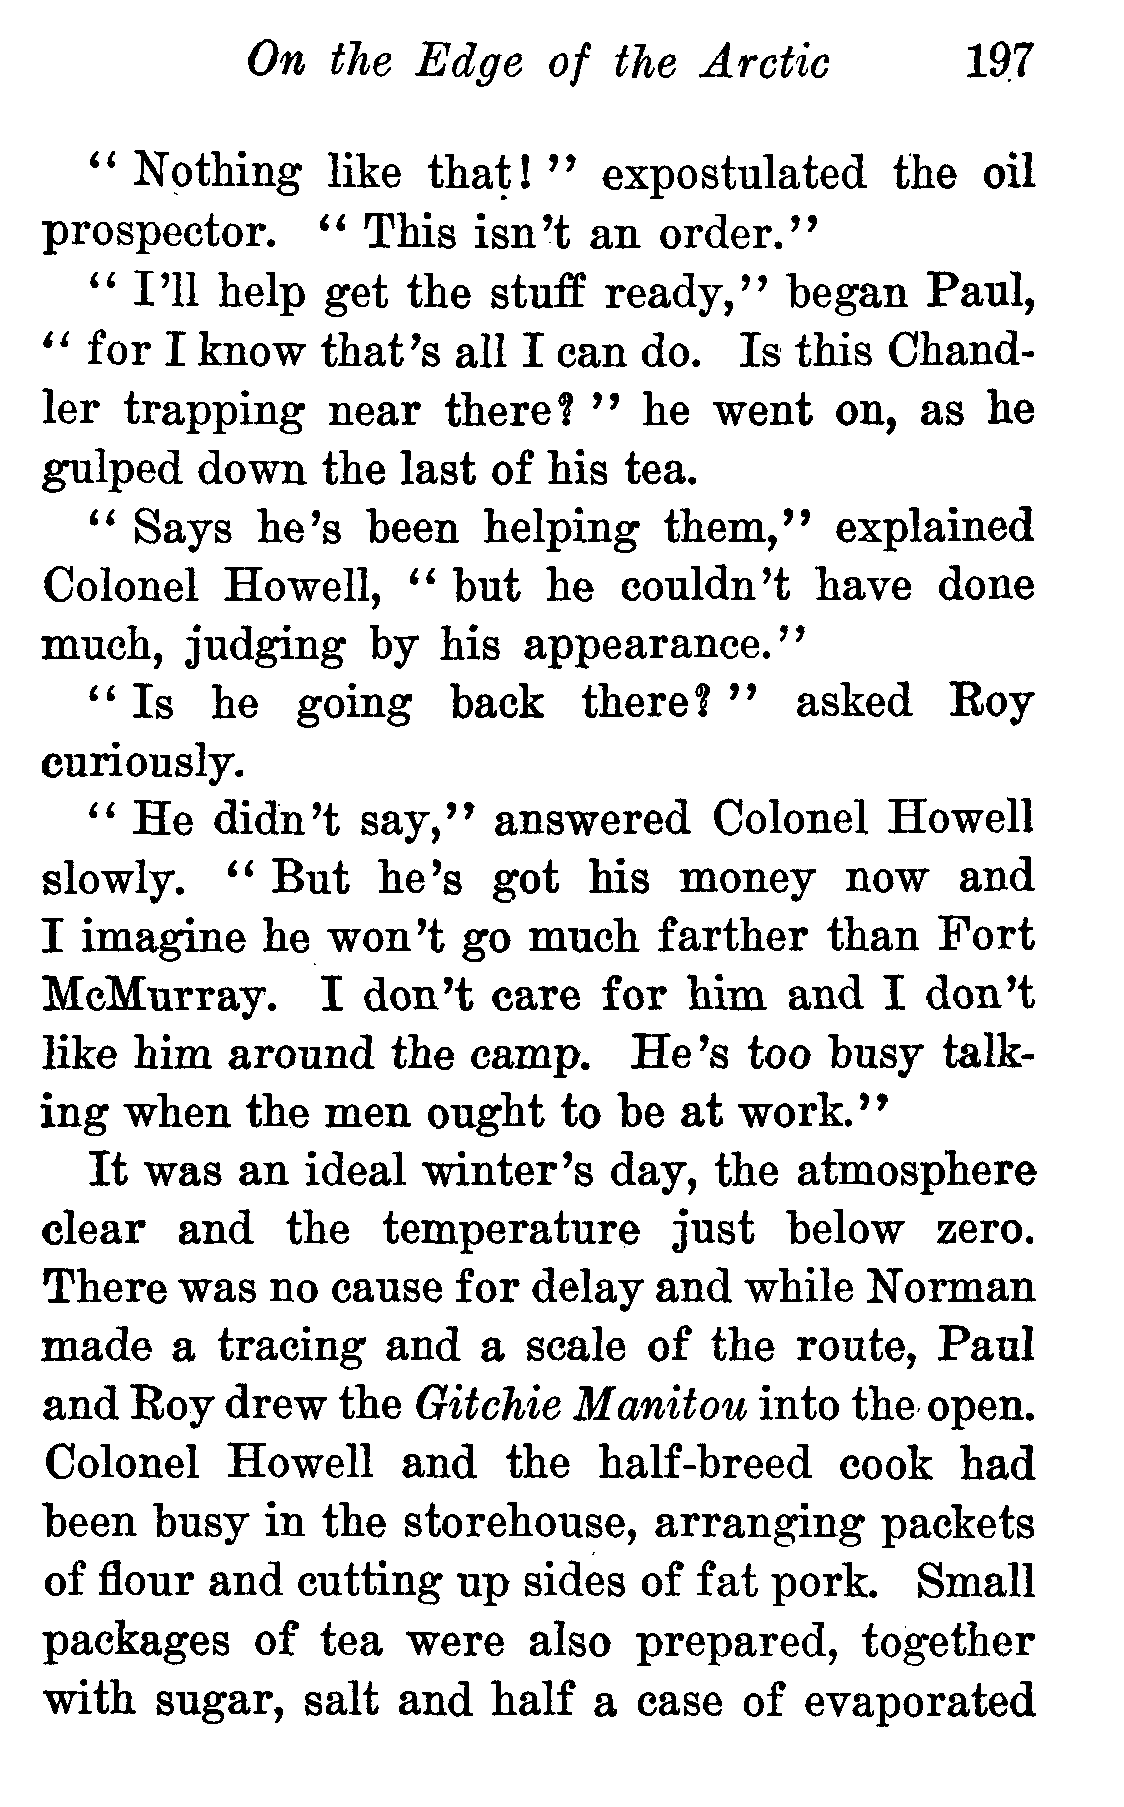 On the Edge of the Arctic 197
" Nothing like that! " expostulated the oil
prospector. " This isn't an order."
" I'll help get the stuff ready," began Paul,
" for I know that's all I can do. Is this Chand-
ler trapping near there? " he went on, as he
gulped down the last of his tea.
" Says he's been helping them," explained
Colonel Howell, " but he couldn't have done
much, judging by his appearance."
" Is he going back there? " asked Roy
curiously.
" He didn't say," answered Colonel Howell
slowly. " But he's got his money now and
I imagine he won't go much farther than Fort
McMurray. I don't care for him and I don't
like him around the camp. He's too busy talk-
ing when the men ought to be at work."
It was an ideal winter's day, the atmosphere
clear and the temperature just below zero.
There was no cause for delay and while Norman
made a tracing and a scale of the route, Paul
and Roy drew the Gitchie Manitou into the open.
Colonel Howell and the half-breed cook had
been busy in the storehouse, arranging packets
of flour and cutting up sides of fat pork. Small
packages of tea were also prepared, together
with sugar, salt and half a case of evaporated